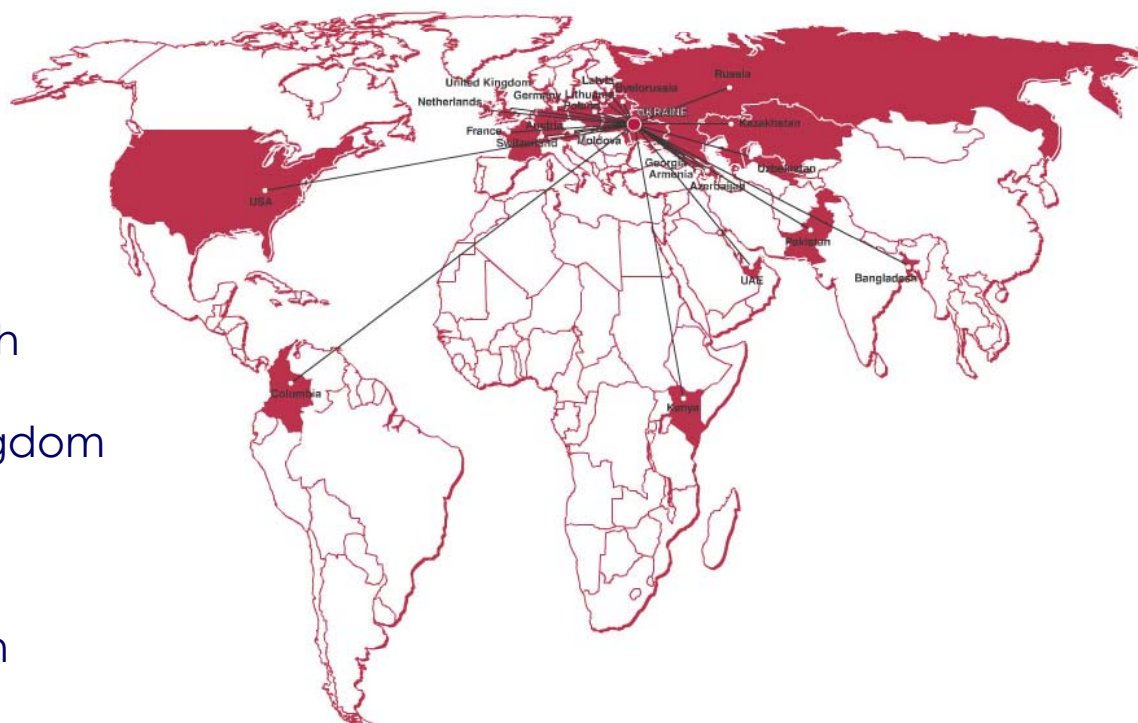 Russia
Latvia
United Kingdom
Byelorussia
Germany
Lithuania
Netherlands
Poland
UKRAINE
Kazakhstan
France
Austria
Switzerland
Moldova
Georgia
Uzbekistan
Armenia
Azerbaijan
USA
Pakistan
UAE
Bangladesh
h
Columbia
Kenya
gdom
n